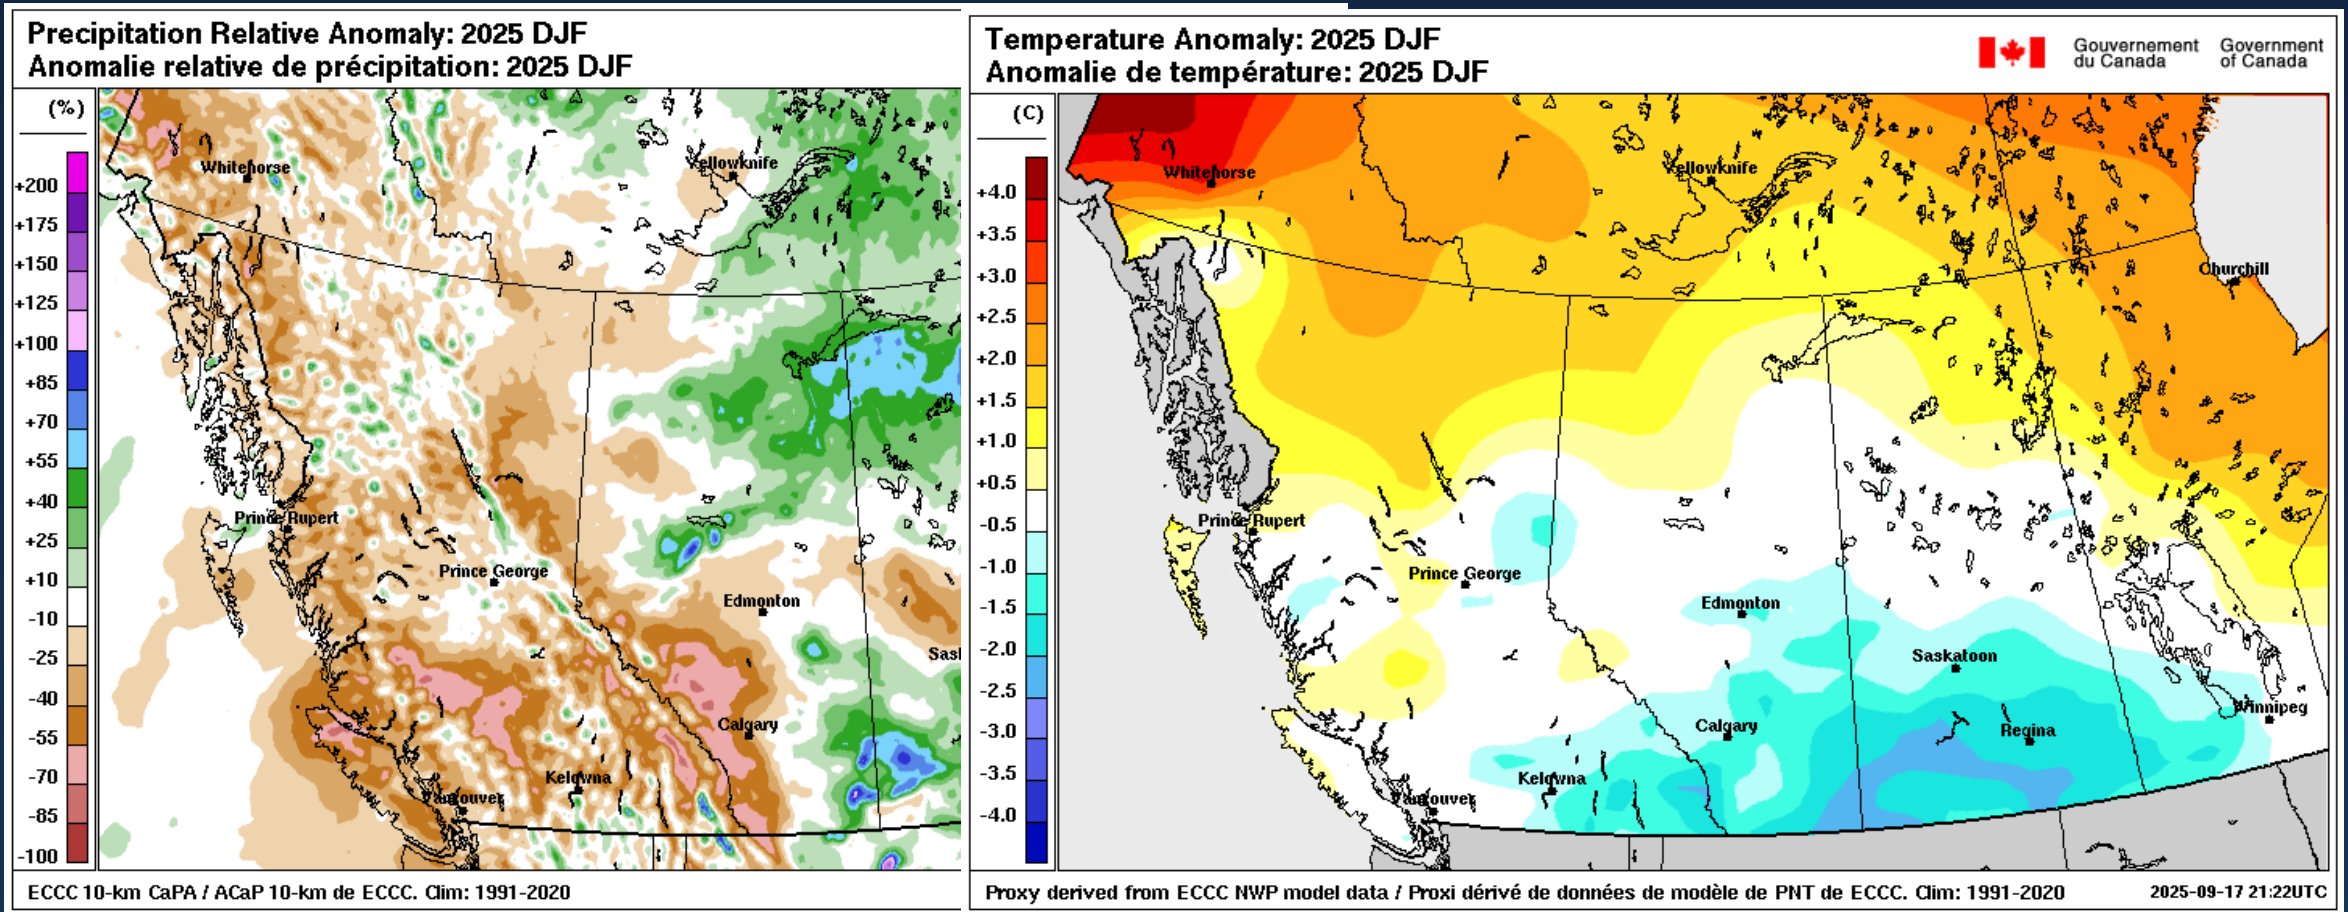 Precipitation Relative Anomaly: 2025 DJF
Anomalie relative de précipitation: 2025 DJF
(%)
+200
+175
+150
+125
+100
+85
+70
+55
+40
+25
+10
-10
-25
-40
-55
-70
-85
-100
Whitehorse
Yellowknife
Prince Rupert
Prince George
Edmonton
Sask
Calgary
Kelowna
Vancouver
ECCC 10-km CaPA / ACaP 10-km de ECCC. Clim: 1991-2020
Temperature Anomaly: 2025 DJF
Anomalie de température: 2025 DJF
Gouvernement du Canada
Government of Canada
(C)
+4.0
+3.5
+3.0
+2.5
+2.0
+1.5
+1.0
+0.5
-0.5
-1.0
-1.5
-2.0
-2.5
-3.0
-3.5
-4.0
Whitehorse
Yellowknife
Churchill
Prince Rupert
Prince George
Edmonton
Saskatoon
Winnipeg
Calgary
Regina
Kelowna
Vancouver
Proxy derived from ECCC NWP model data / Proxi dérivé de données de modèle de PNT de ECCC. Clim: 1991-2020
2025-09-17 21:22UTC